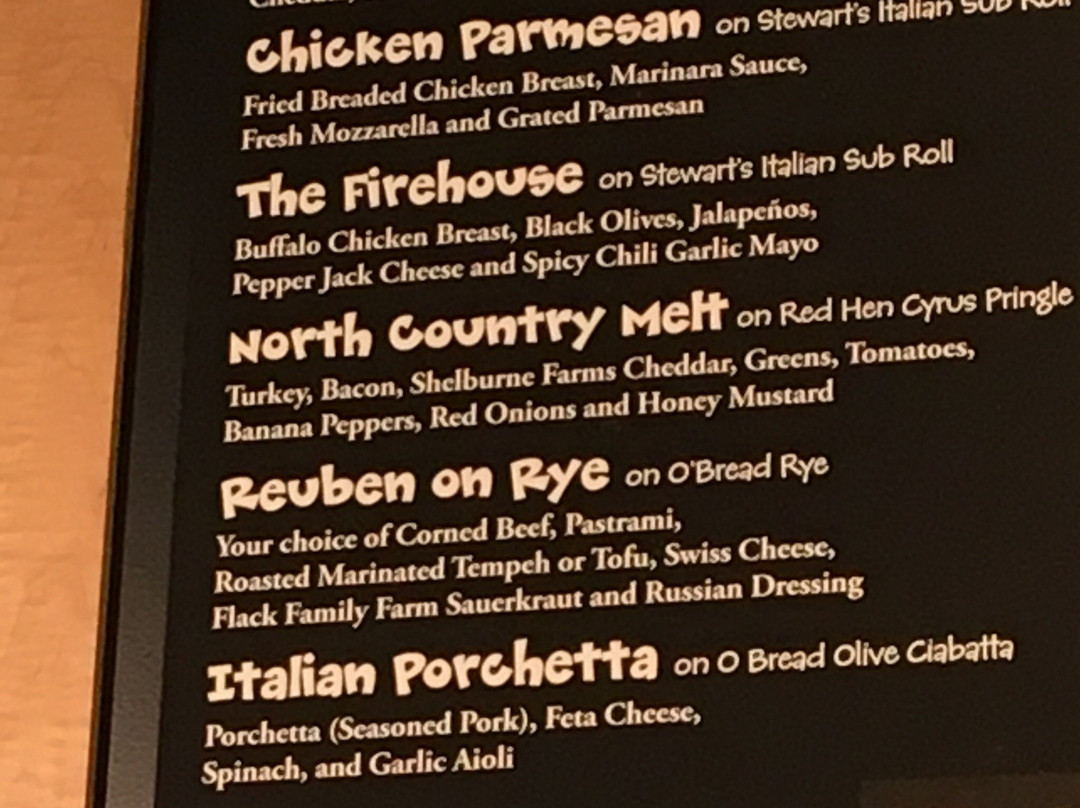 Chicken Parmesan on Stewart's Italian Sub Roll
Fried Breaded Chicken Breast, Marinara Sauce,
Fresh Mozzarella and Grated Parmesan
The Firehouse on Stewart's Italian Sub Roll
Buffalo Chicken Breast, Black Olives, Jalapeños,
Pepper Jack Cheese and Spicy Chili Garlic Mayo
North Country Melt on Red Hen Cyrus Pringle
Turkey, Bacon, Shelburne Farms Cheddar, Greens, Tomatoes,
Banana Peppers, Red Onions and Honey Mustard
Reuben on Rye on O'Bread Rye
Your choice of Corned Beef, Pastrami,
Roasted Marinated Tempeh or Tofu, Swiss Cheese,
Flack Family Farm Sauerkraut and Russian Dressing
Italian Porchetta on O Bread Olive Ciabatta
Porchetta (Seasoned Pork), Feta Cheese,
Spinach, and Garlic Aioli